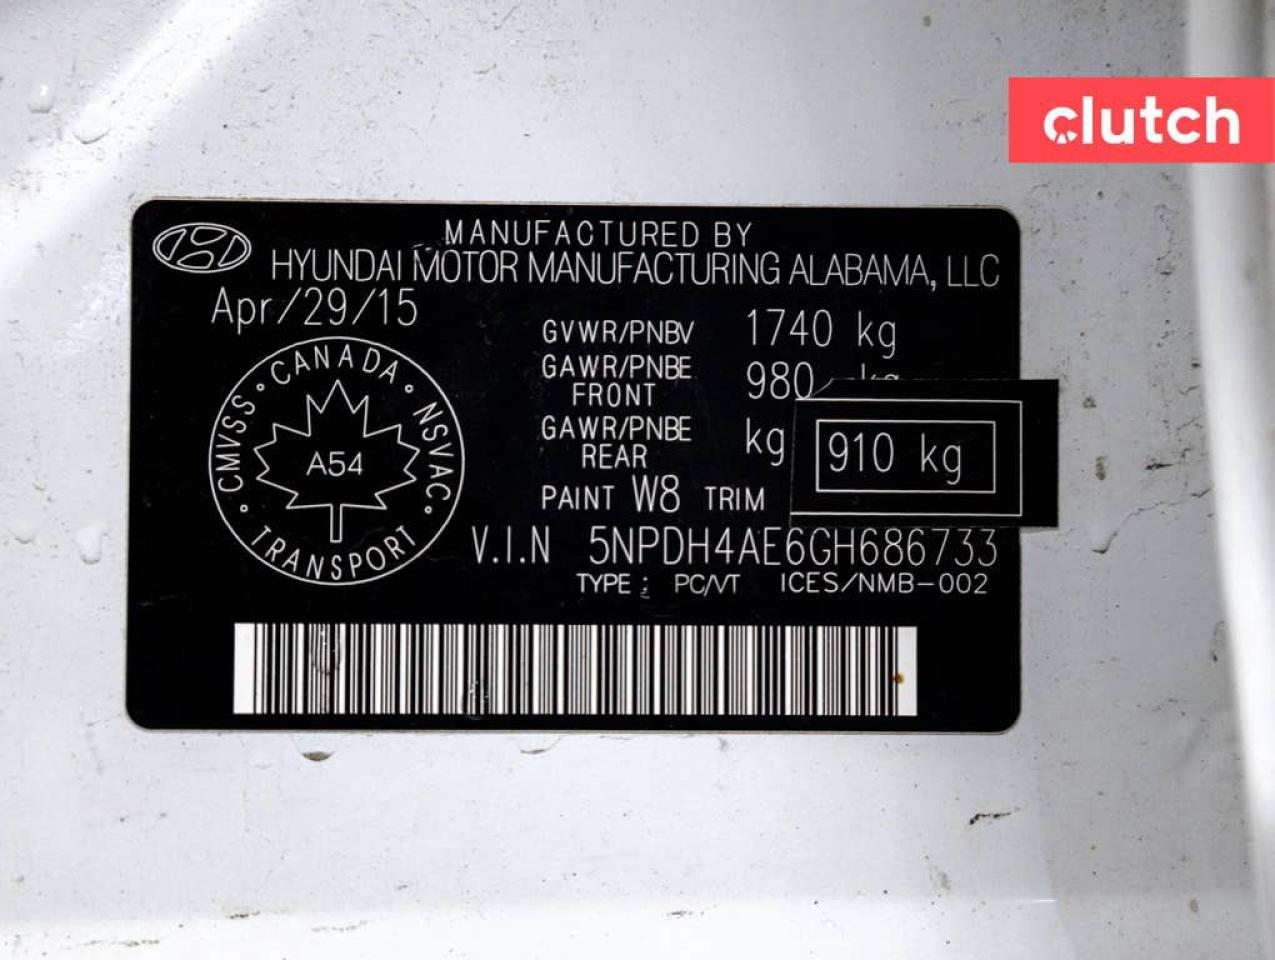 clutch
MANUFACTURED BY
HYUNDAI MOTOR MANUFACTURING ALABAMA, LLC
Apr/29/15
GVWR/PNBV 1740 kg
GAWR/PNBE FRONT 980 kg
GAWR/PNBE REAR kg 910 kg
PAINT W8 TRIM
V.I.N 5NPDH4AE6GH686733
TYPE : PC/VT ICES/NMB-002
CANADA
CMVSS NSVAC
A54
TRANSPORT